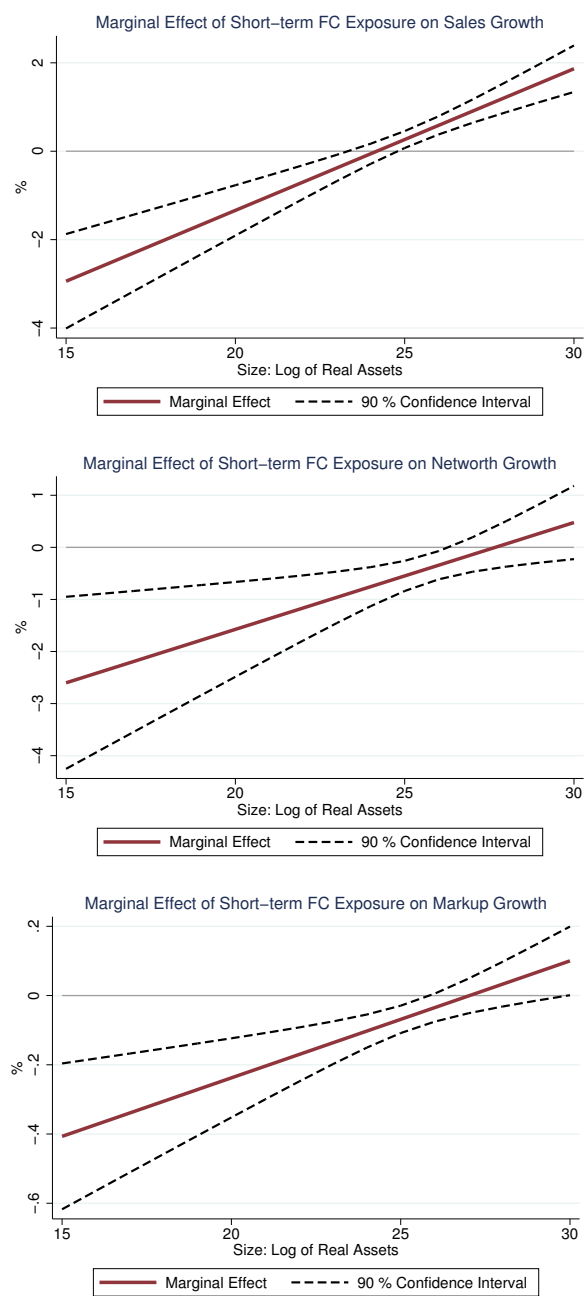 Marginal Effect of Short−term FC Exposure on Sales Growth
2
0
−2
−4
%
15 20 25 30
Size: Log of Real Assets
Marginal Effect 90 % Confidence Interval
Marginal Effect of Short−term FC Exposure on Networth Growth
1
0
−1
−2
−3
−4
%
15 20 25 30
Size: Log of Real Assets
Marginal Effect 90 % Confidence Interval
Marginal Effect of Short−term FC Exposure on Markup Growth
.2
0
−.2
−.4
−.6
%
15 20 25 30
Size: Log of Real Assets
Marginal Effect 90 % Confidence Interval